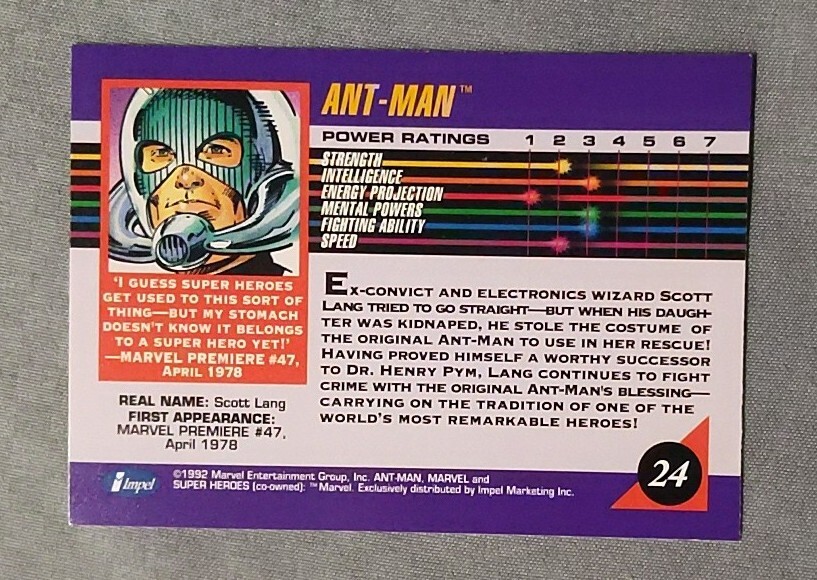 ANT-MAN™
POWER RATINGS 1 2 3 4 5 6 7
STRENGTH
INTELLIGENCE
ENERGY PROJECTION
MENTAL POWERS
FIGHTING ABILITY
SPEED
'I GUESS SUPER HEROES
GET USED TO THIS SORT OF
THING—BUT MY STOMACH
DOESN'T KNOW IT BELONGS
TO A SUPER HERO YET!'
—MARVEL PREMIERE #47,
APRIL 1978
REAL NAME: Scott Lang
FIRST APPEARANCE:
MARVEL PREMIERE #47,
April 1978
EX-CONVICT AND ELECTRONICS WIZARD SCOTT
LANG TRIED TO GO STRAIGHT—BUT WHEN HIS DAUGH-
TER WAS KIDNAPED, HE STOLE THE COSTUME OF
THE ORIGINAL ANT-MAN TO USE IN HER RESCUE!
HAVING PROVED HIMSELF A WORTHY SUCCESSOR
TO DR. HENRY PYM, LANG CONTINUES TO FIGHT
CRIME WITH THE ORIGINAL ANT-MAN'S BLESSING—
CARRYING ON THE TRADITION OF ONE OF THE
WORLD'S MOST REMARKABLE HEROES!
Impel
©1992 Marvel Entertainment Group, Inc. ANT-MAN, MARVEL and
SUPER HEROES (co-owned): ™Marvel. Exclusively distributed by Impel Marketing Inc.
24